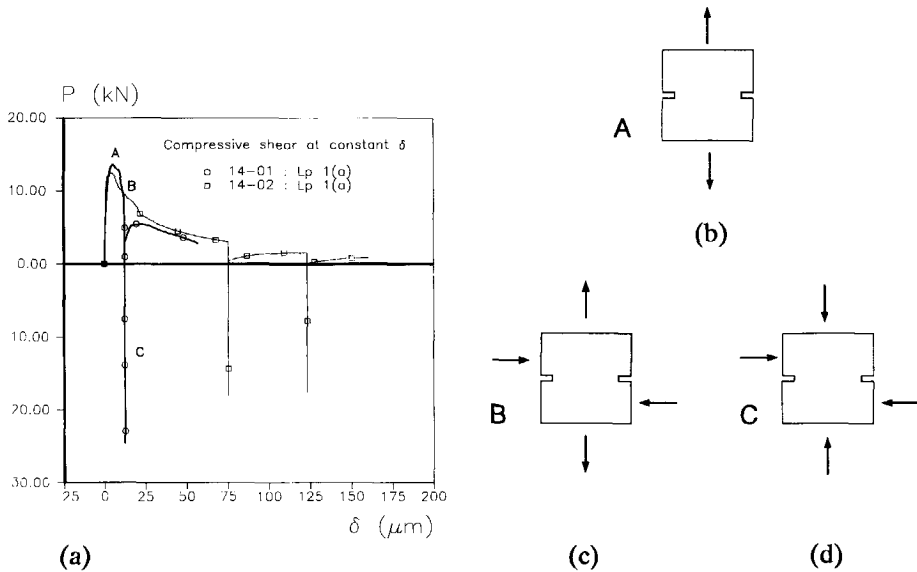 P (kN)
20.00
10.00
0.00
10.00
20.00
30.00
25
0
25
50
75
100
125
150
175
200
δ (μm)
A
B
C
Compressive shear at constant δ
14-01 : Lp 1(a)
14-02 : Lp 1(a)
(a)
A
(b)
B
(c)
C
(d)